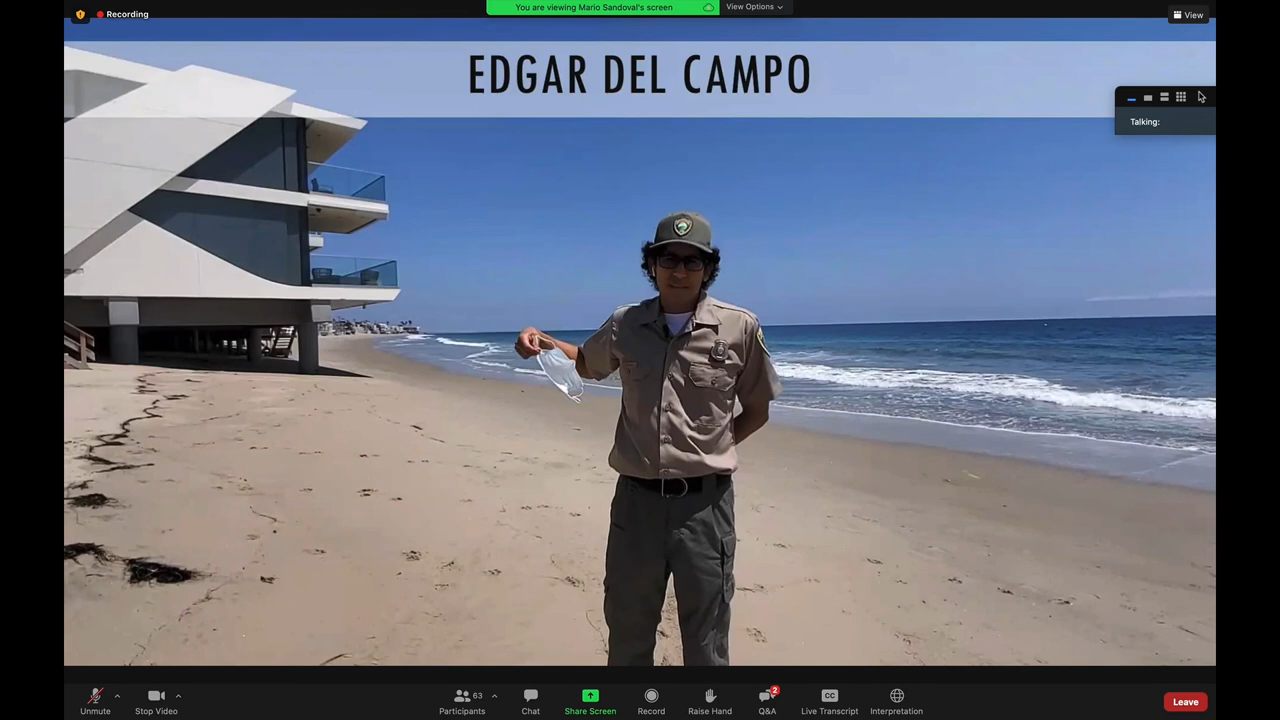 Recording
You are viewing Mario Sandoval's screen
View Options
View
EDGAR DEL CAMPO
Talking:
Unmute
Stop Video
63
Participants
Chat
Share Screen
Record
Raise Hand
2
Q&A
CC
Live Transcript
Interpretation
Leave